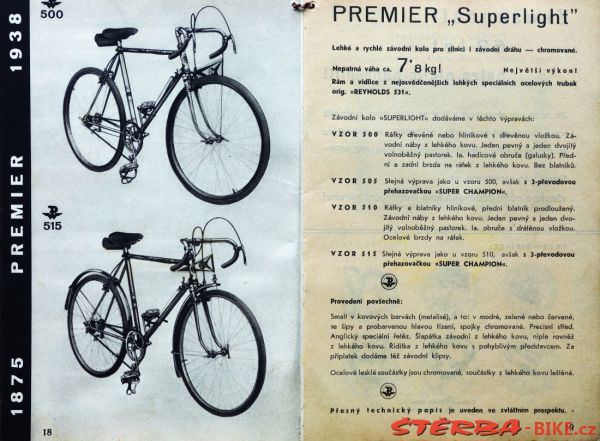 1875 PREMIER 1938
500
515
18
PREMIER „Superlight"
Lehké a rychlé závodní kolo pro silnici i závodní dráhu — chromované.
Nepatrná váha ca. 7·8 kg! Největší výkon!
Rám a vidlice z nejosvědčenějších lehkých speciálních ocelových trubek
orig. »REYNOLDS 531«.
Závodní kolo »SUPERLIGHT« dodáváme v těchto výpravách:
VZOR 500 Ráfky dřevěné nebo hliníkové s dřevěnou vložkou. Zá-
vodní náby z lehkého kovu. Jeden pevný a jeden dvojitý
volnoběžný pastorek. Ia. hadicové obruče (galusky). Před-
ní a zadní brzda na ráfek z lehkého kovu. Bez blatníků.
VZOR 505 Stejná výprava jako u vzoru 500, avšak s 3-převodovou
přehazovačkou »SUPER CHAMPION«.
VZOR 510 Ráfky a blatníky hliníkové, přední blatník prodloužený.
Závodní náby z lehkého kovu. Jeden pevný a jeden dvo-
jitý volnoběžný pastorek. Ia. obruče s drátěnou vložkou.
Ocelové brzdy na ráfky.
VZOR 515 Stejná výprava jako u vzoru 510, avšak s 3-převodovou
přehazovačkou »SUPER CHAMPION«.
Provedení povšechné:
Smalt v kovových barvách (metalisé), a to: v modré, zelené nebo červené,
se lípy a probarvenou hlavou řízení, spojky chromované. Precisní střed.
Anglický speciální řetěz. Šlapátka závodní z lehkého kovu, niple rovněž
z lehkého kovu. Řídítka z lehkého kovu s pohyblivým představcem. Za
příplatek dodáme též závodní klipsy.
Ocelové lesklé součástky jsou chromované, součástky z lehkého kovu leštěné.
Přesný technický popis je uveden ve zvláštním prospektu.
ŠTĚRBA-BIKE.cz